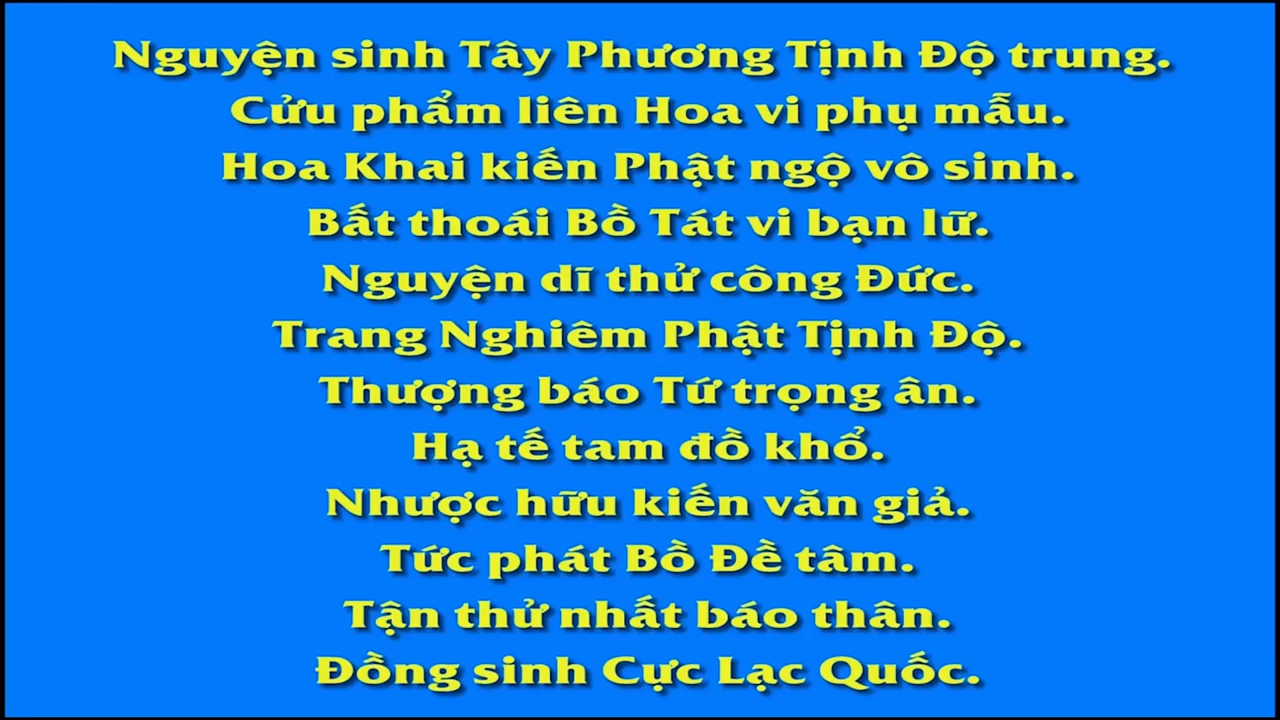 Nguyện sinh Tây Phương Tịnh Độ trung.
Cửu phẩm liên Hoa vi phụ mẫu.
Hoa Khai kiến Phật ngộ vô sinh.
Bất thoái Bồ Tát vi bạn lữ.
Nguyện dĩ thử công Đức.
Trang Nghiêm Phật Tịnh Độ.
Thượng báo Tứ trọng ân.
Hạ tế tam đồ khổ.
Nhược hữu kiến văn giả.
Tức phát Bồ Đề tâm.
Tận thử nhất báo thân.
Đồng sinh Cực Lạc Quốc.